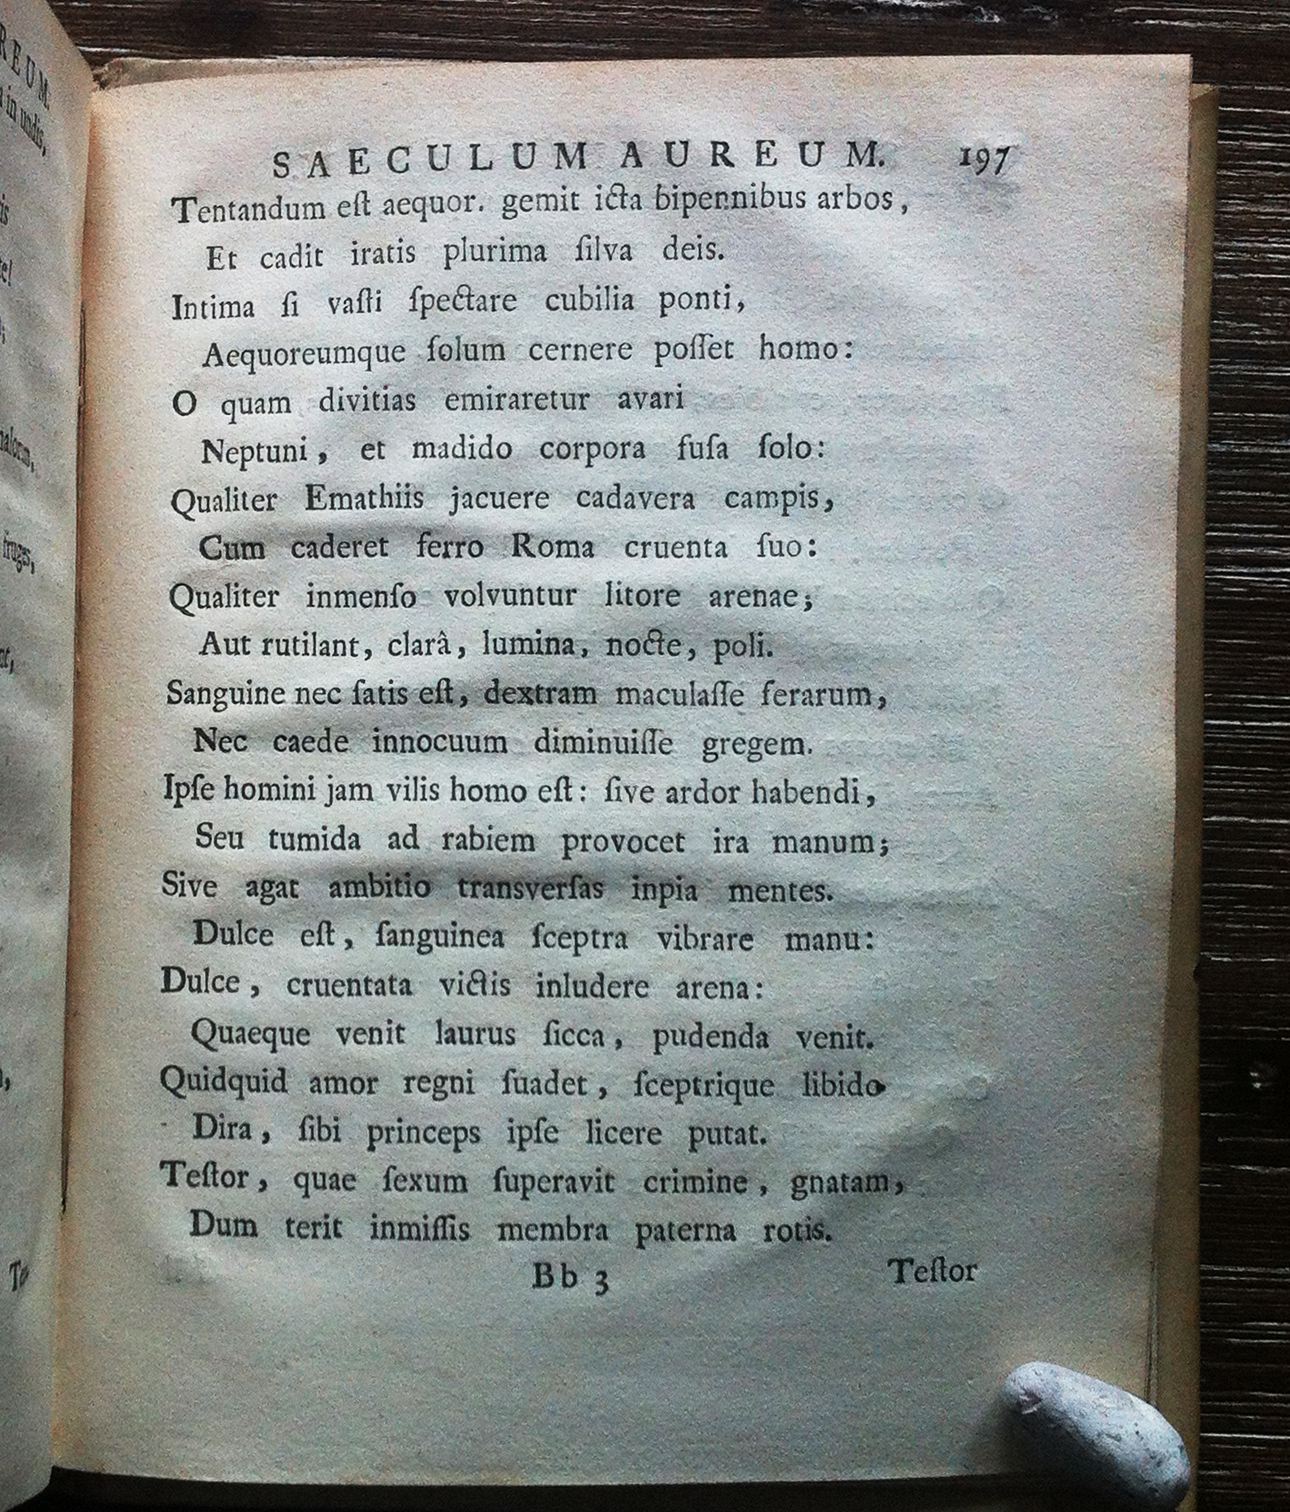 SAECULUM AUREUM. 197
Tentandum eſt aequor. gemit icta bipennibus arbos,
Et cadit iratis plurima ſilva deis.
Intima ſi vaſti ſpectare cubilia ponti,
Aequoreumque ſolum cernere poſſet homo:
O quam divitias emiraretur avari
Neptuni, et madido corpora fuſa ſolo:
Qualiter Emathiis jacuere cadavera campis,
Cum caderet ferro Roma cruenta ſuo:
Qualiter inmenſo volvuntur litore arenae;
Aut rutilant, clarâ, lumina, nocte, poli.
Sanguine nec ſatis eſt, dextram maculaſſe ferarum,
Nec caede innocuum diminuiſſe gregem.
Ipſe homini jam vilis homo eſt: ſive ardor habendi,
Seu tumida ad rabiem provocet ira manum;
Sive agat ambitio transverſas inpia mentes.
Dulce eſt, ſanguinea ſceptra vibrare manu:
Dulce, cruentata victis inludere arena:
Quaeque venit laurus ſicca, pudenda venit.
Quidquid amor regni ſuadet, ſceptrique libido
Dira, ſibi princeps ipſe licere putat.
Teſtor, quae ſexum ſuperavit crimine, gnatam,
Dum terit inmiſſis membra paterna rotis.
Bb 3 Teſtor
REUM.
in undis,
fruges,